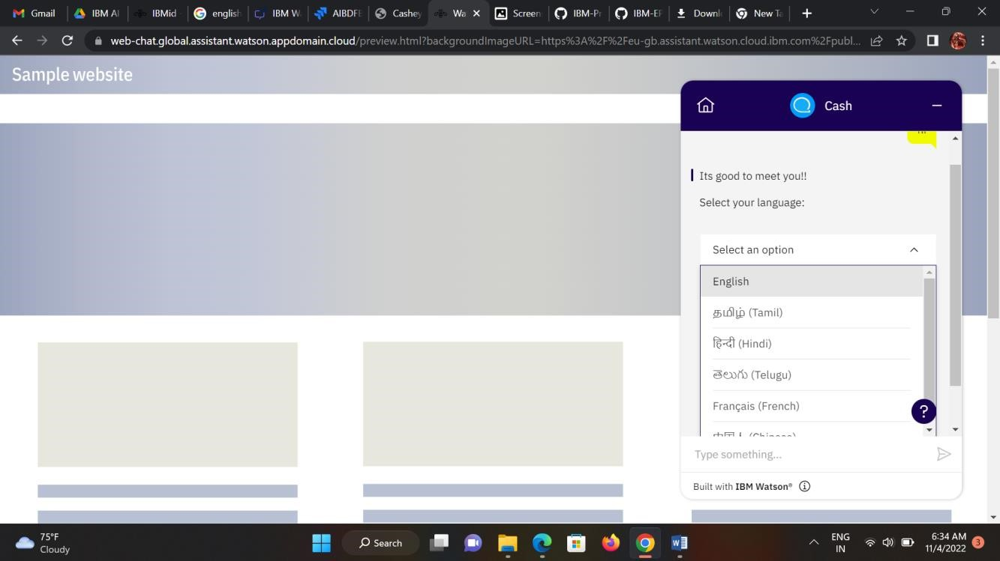 Gmail
IBM AI
IBMid
english
IBM W
AIBDFE
Cashey
Wa
Screen
IBM-Pr
IBM-EP
Downl
New Ta
web-chat.global.assistant.watson.appdomain.cloud/preview.html?backgroundImageURL=https%3A%2F%2Feu-gb.assistant.watson.cloud.ibm.com%2Fpubl...
Sample website
Cash
Its good to meet you!!
Select your language:
Select an option
English
தமிழ் (Tamil)
हिन्दी (Hindi)
తెలుగు (Telugu)
Français (French)
中国人 (Chinese)
?
Type something...
Built with IBM Watson®
75°F
Cloudy
Search
ENG
IN
6:34 AM
11/4/2022
3